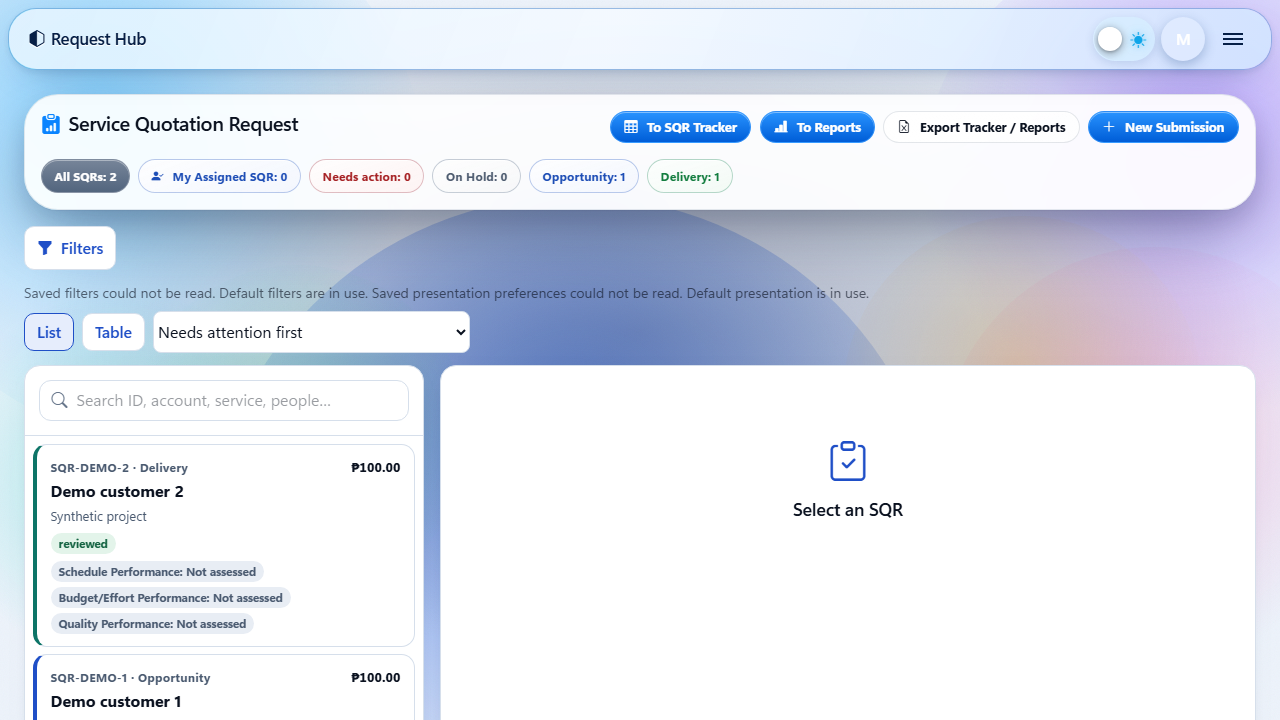 Request Hub
M
Service Quotation Request
To SQR Tracker
To Reports
Export Tracker / Reports
New Submission
All SQRs: 2
My Assigned SQR: 0
Needs action: 0
On Hold: 0
Opportunity: 1
Delivery: 1
Filters
Saved filters could not be read. Default filters are in use. Saved presentation preferences could not be read. Default presentation is in use.
List
Table
Needs attention first
Search ID, account, service, people...
SQR-DEMO-2 · Delivery
₱100.00
Demo customer 2
Synthetic project
reviewed
Schedule Performance: Not assessed
Budget/Effort Performance: Not assessed
Quality Performance: Not assessed
SQR-DEMO-1 · Opportunity
₱100.00
Demo customer 1
Select an SQR